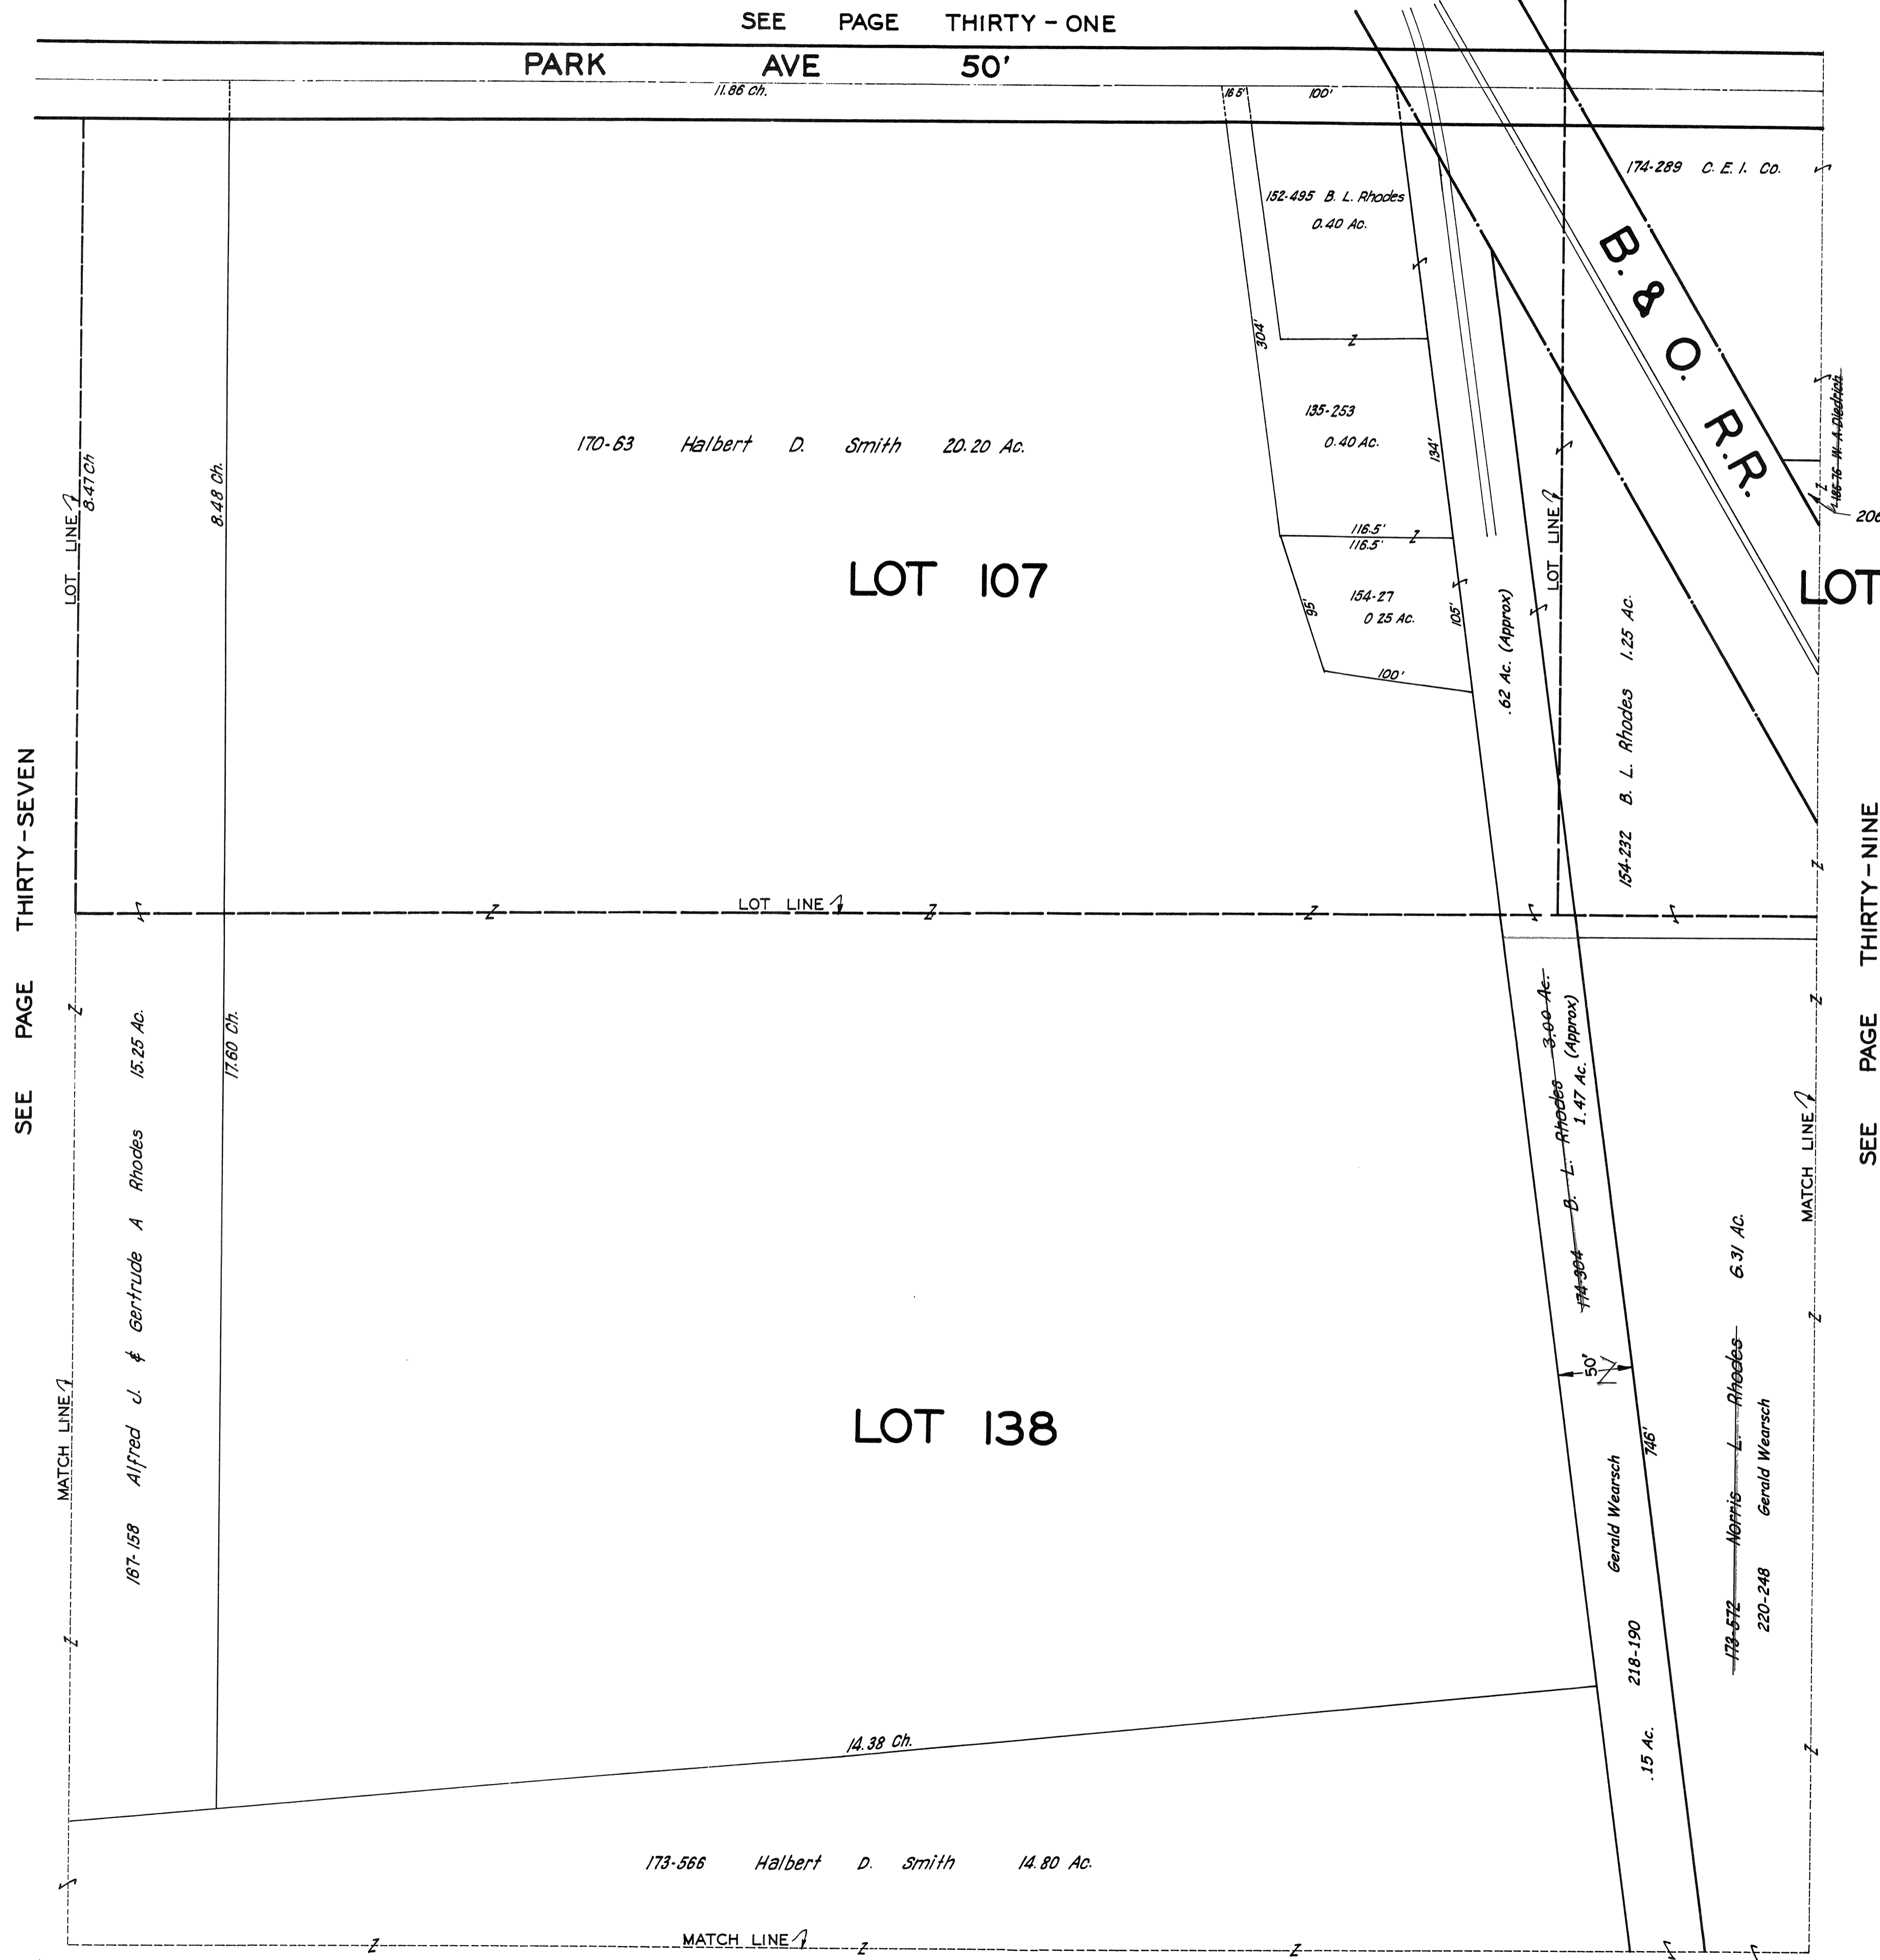 SEE PAGE THIRTY-ONE
PARK AVE 50'
11.86 Ch.
16 5'
100'
174-289 C. E. I. Co.
152-495 B. L. Rhodes
0.40 Ac.
B. & O. R.R.
304'
186-76 W. A. Diedrich
206
135-253
0.40 Ac.
134'
170-63 Halbert D. Smith 20.20 Ac.
8.47 Ch
8.48 Ch.
LOT LINE
LOT LINE
116.5'
116.5'
LOT 107
LOT
154-27
0 25 Ac.
95'
105'
100'
.62 Ac. (Approx)
154-232 B. L. Rhodes 1.25 Ac.
SEE PAGE THIRTY-SEVEN
SEE PAGE THIRTY-NINE
LOT LINE
17.60 Ch.
167-158 Alfred J. & Gertrude A Rhodes 15.25 Ac.
174-304 B. L. Rhodes 3.00 Ac.
1.47 Ac. (Approx)
MATCH LINE
MATCH LINE
50'
746'
LOT 138
173-572 Norris L. Rhodes 6.31 Ac.
220-248 Gerald Wearsch
Gerald Wearsch
218-190
.15 Ac.
14.38 Ch.
173-566 Halbert D. Smith 14.80 Ac.
MATCH LINE